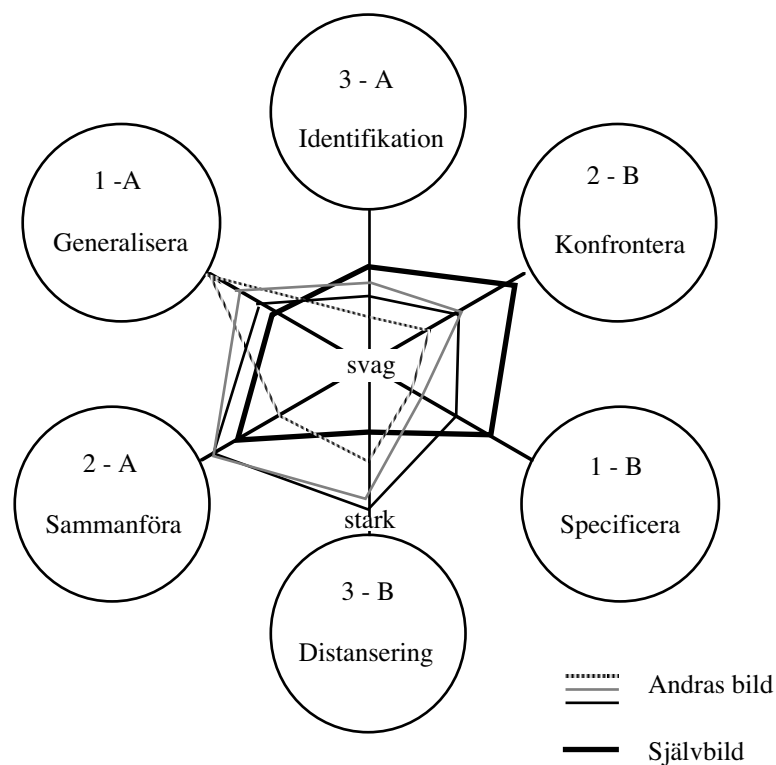 3 - A
Identifikation
1 -A
Generalisera
2 - B
Konfrontera
svag
2 - A
Sammanföra
1 - B
Specificera
stark
3 - B
Distansering
Andras bild
Självbild